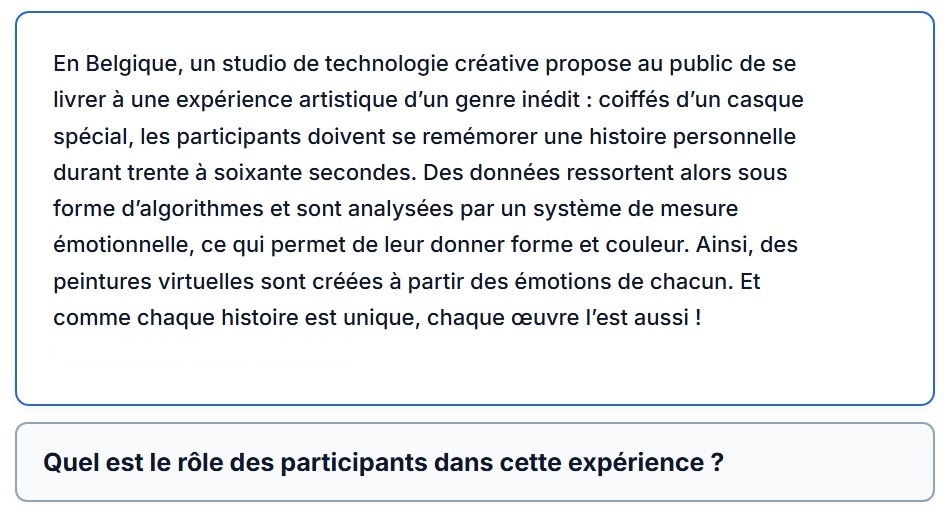 En Belgique, un studio de technologie créative propose au public de se
livrer à une expérience artistique d’un genre inédit : coiffés d’un casque
spécial, les participants doivent se remémorer une histoire personnelle
durant trente à soixante secondes. Des données ressortent alors sous
forme d’algorithmes et sont analysées par un système de mesure
émotionnelle, ce qui permet de leur donner forme et couleur. Ainsi, des
peintures virtuelles sont créées à partir des émotions de chacun. Et
comme chaque histoire est unique, chaque œuvre l’est aussi !
Quel est le rôle des participants dans cette expérience ?